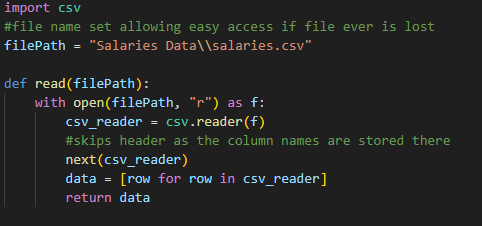 import csv
#file name set allowing easy access if file ever is lost
filePath = "Salaries Data\\salaries.csv"

def read(filePath):
    with open(filePath, "r") as f:
        csv_reader = csv.reader(f)
        #skips header as the column names are stored there
        next(csv_reader)
        data = [row for row in csv_reader]
        return data